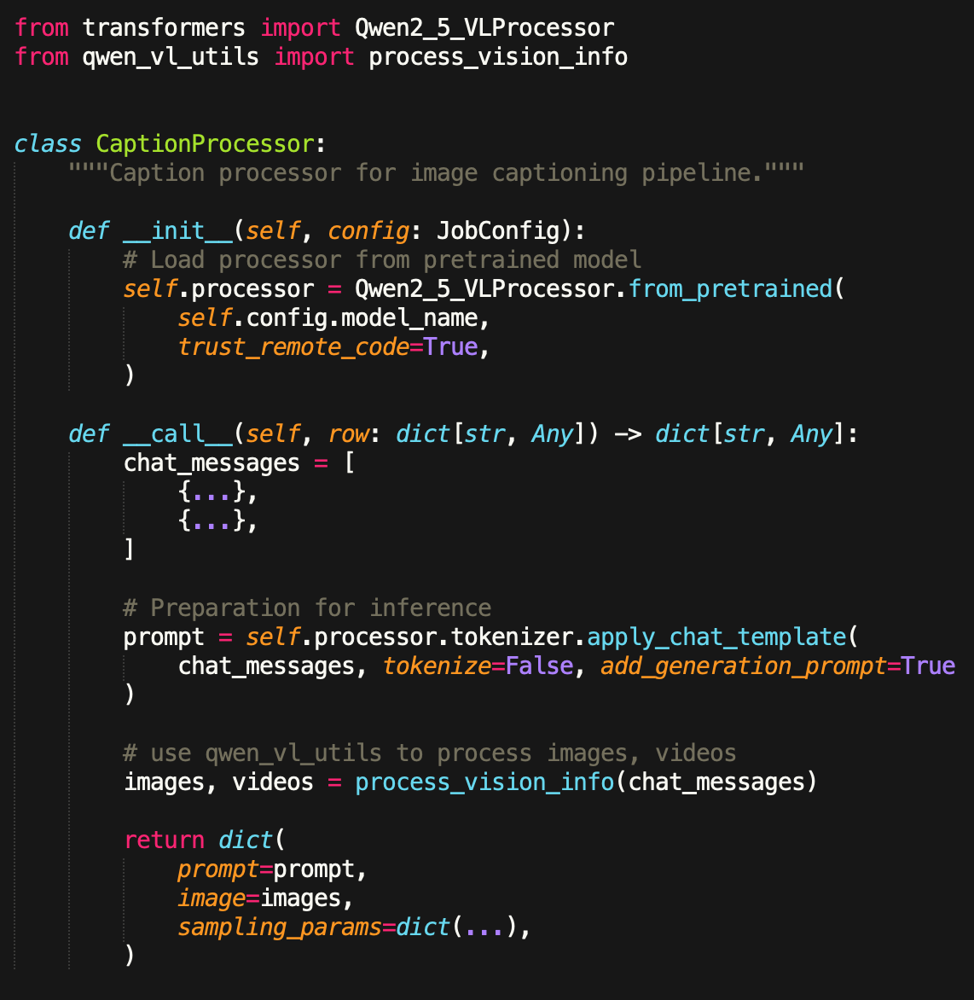 from transformers import Qwen2_5_VLProcessor
from qwen_vl_utils import process_vision_info
class CaptionProcessor:
"""Caption processor for image captioning pipeline."""
def __init__(self, config: JobConfig):
# Load processor from pretrained model
self.processor = Qwen2_5_VLProcessor.from_pretrained(
self.config.model_name,
trust_remote_code=True,
)
def __call__(self, row: dict[str, Any]) -> dict[str, Any]:
chat_messages = [
{...},
{...},
]
# Preparation for inference
prompt = self.processor.tokenizer.apply_chat_template(
chat_messages, tokenize=False, add_generation_prompt=True
)
# use qwen_vl_utils to process images, videos
images, videos = process_vision_info(chat_messages)
return dict(
prompt=prompt,
image=images,
sampling_params=dict(...),
)